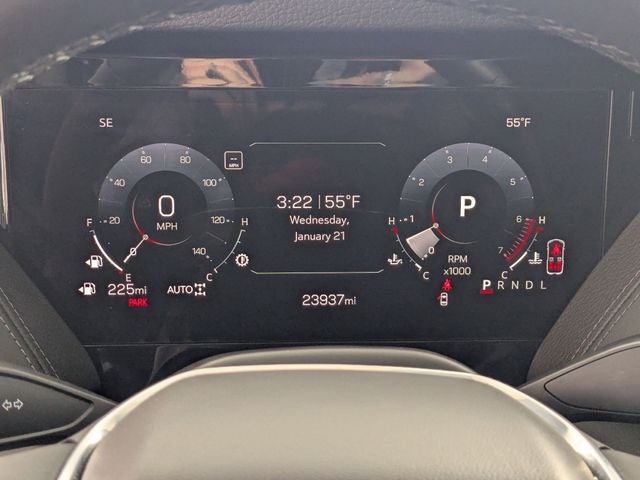 SE
55°F
60 80
40 100
20 120
0
MPH
0 140
--
MPH
F
E
H
C
225mi
PARK
AUTO
3:22 | 55°F
Wednesday,
January 21
23937mi
3 4
2 5
1 6
0 7
P
RPM
x1000
H
C
H
C
P R N D L